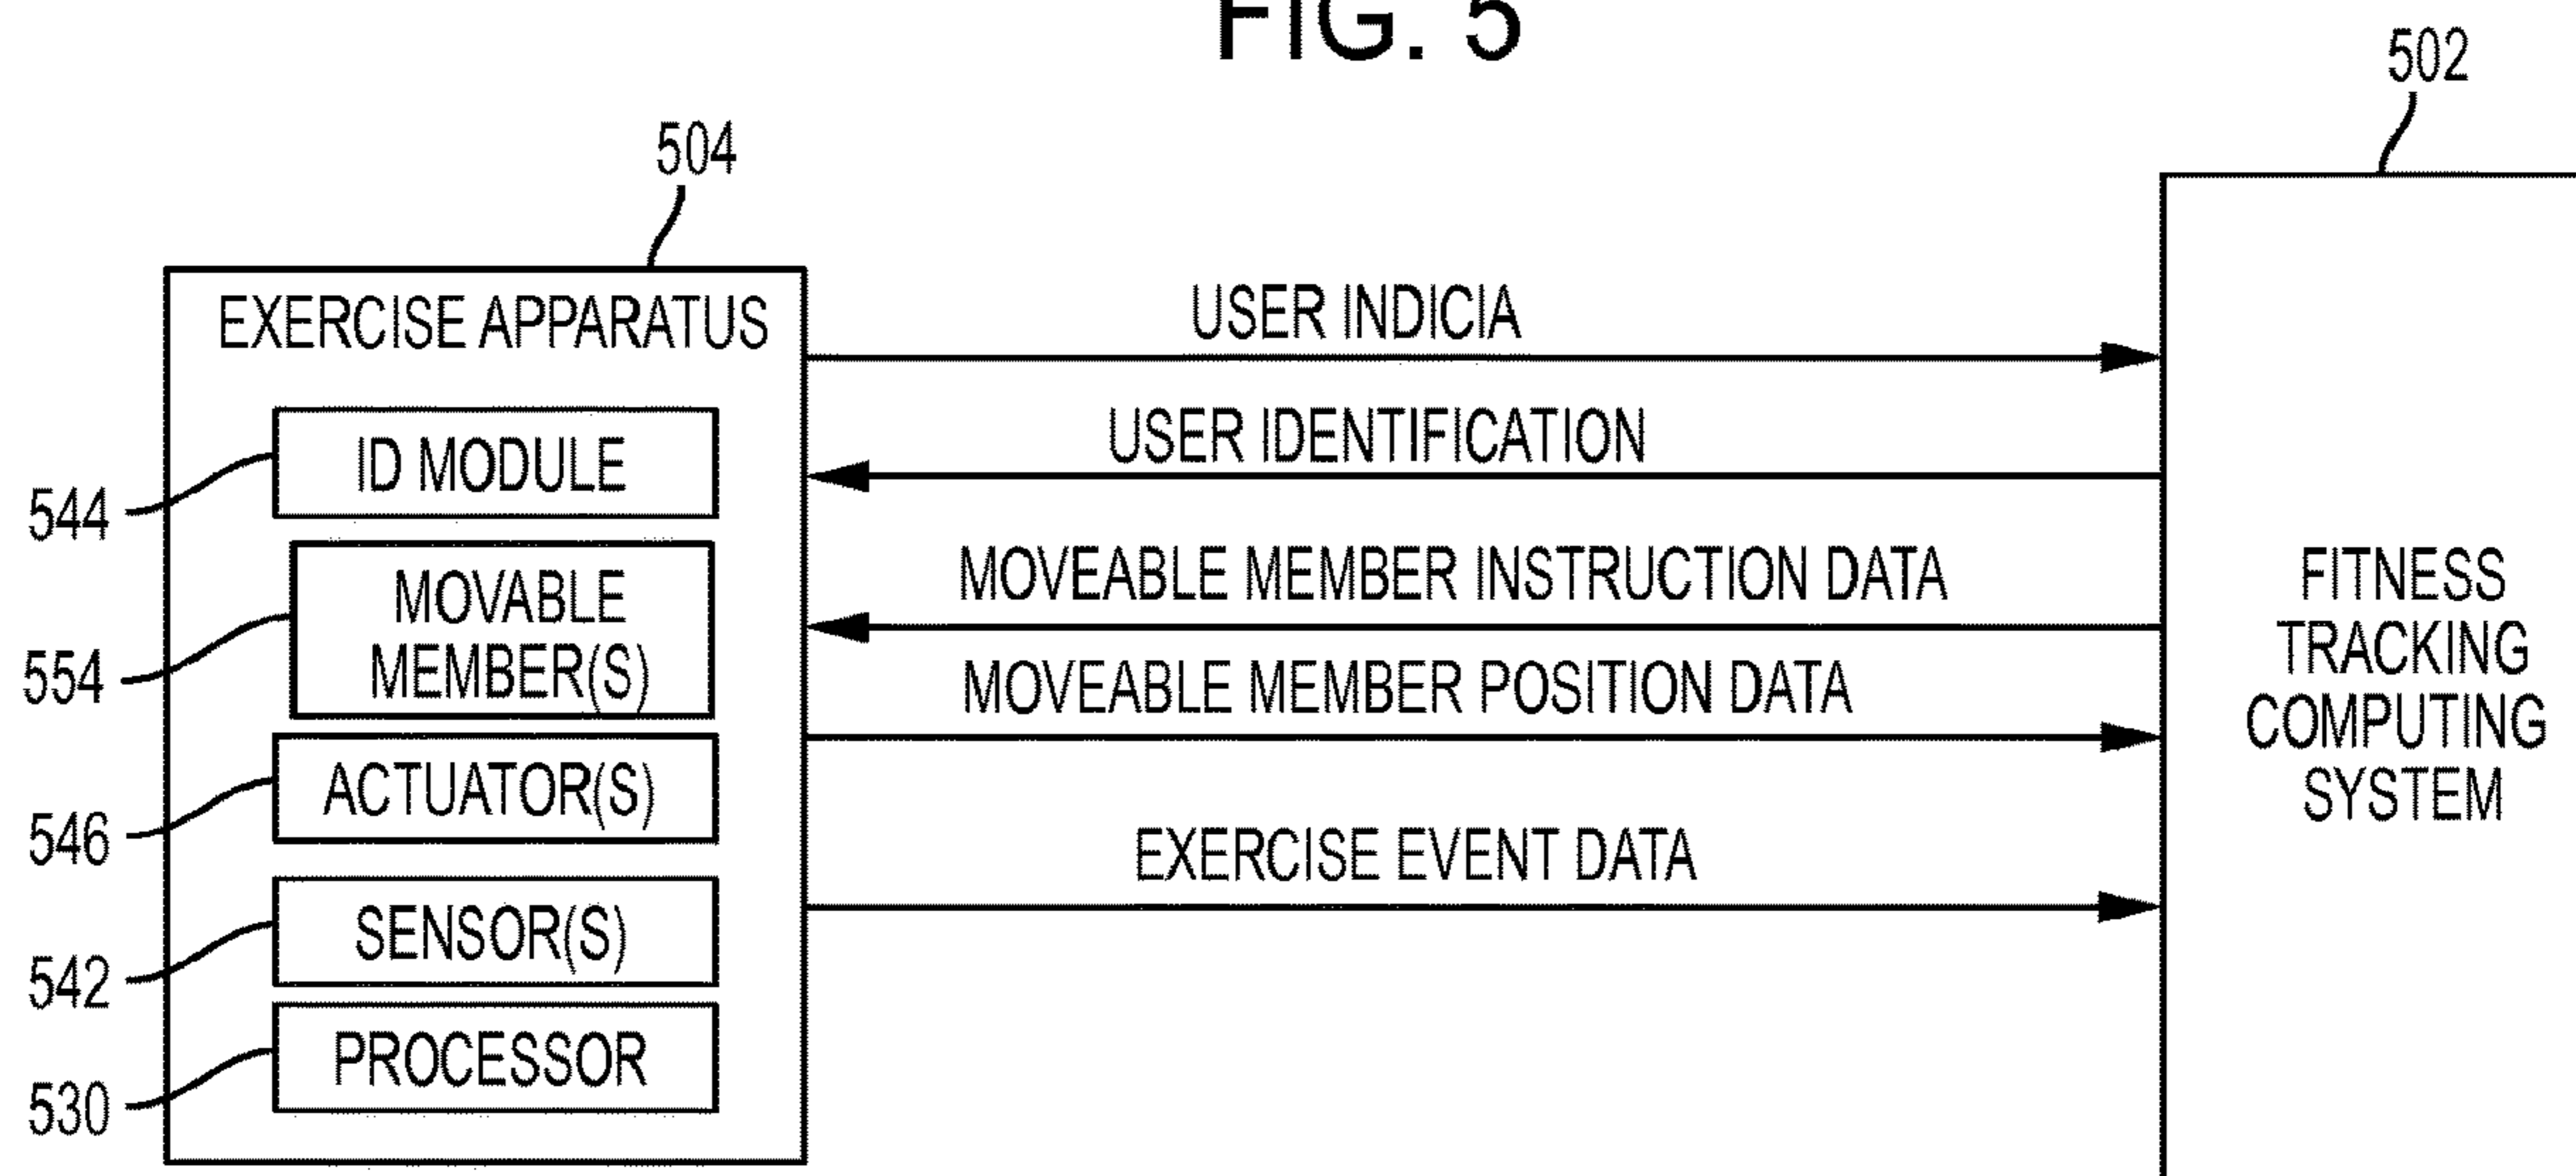 FIG. 5
502
504
EXERCISE APPARATUS
USER INDICIA
USER IDENTIFICATION
ID MODULE
544
MOVABLE
MEMBER(S)
554
MOVEABLE MEMBER INSTRUCTION DATA
MOVEABLE MEMBER POSITION DATA
FITNESS
TRACKING
COMPUTING
SYSTEM
ACTUATOR(S)
546
EXERCISE EVENT DATA
SENSOR(S)
542
PROCESSOR
530